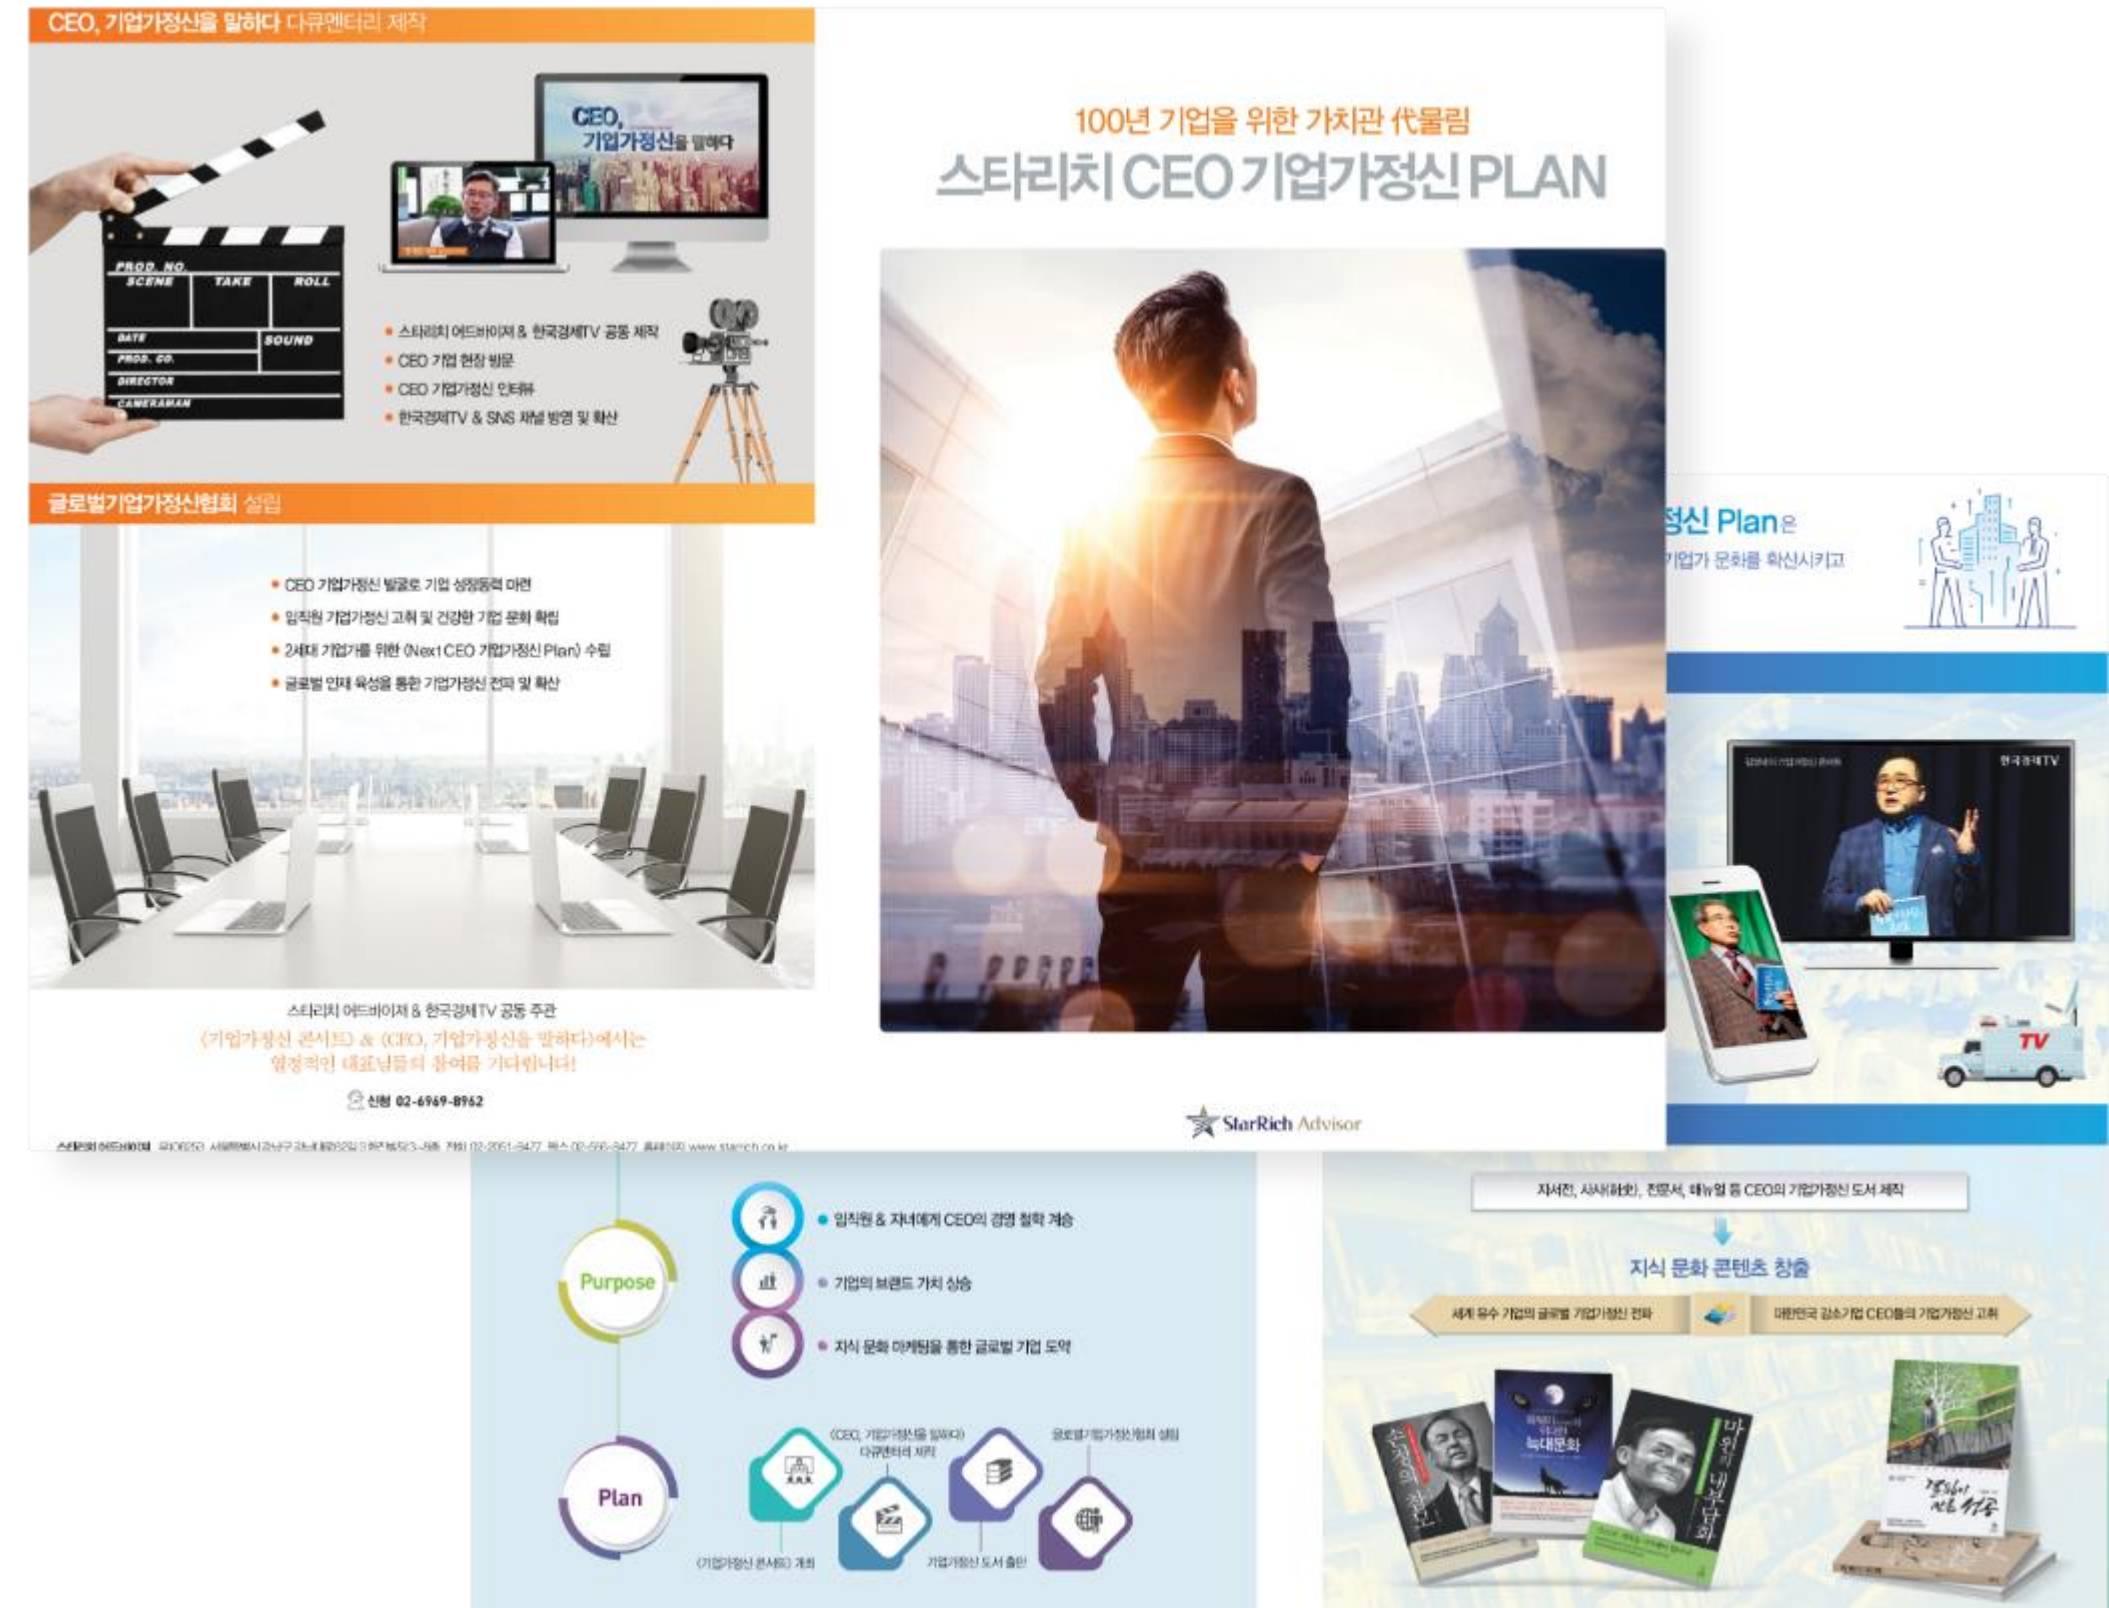 CEO, 기업가정신을 말하다 다큐멘터리 제작
CEO,
기업가정신을 말하다
PROD. NO.
SCENE TAKE ROLL
DATE SOUND
PROD. CO.
DIRECTOR
CAMERAMAN
스타리치 어드바이져 & 한국경제TV 공동 제작
CEO 기업 현장 방문
CEO 기업가정신 인터뷰
한국경제TV & SNS 채널 방영 및 확산
글로벌기업가정신협회 설립
CEO 기업가정신 발굴로 기업 성장동력 마련
임직원 기업가정신 고취 및 건강한 기업 문화 확립
2세대 기업가를 위한 〈Next CEO 기업가정신 Plan〉 수립
글로벌 인재 육성을 통한 기업가정신 전파 및 확산
스타리치 어드바이져 & 한국경제TV 공동 주관
〈기업가정신 콘서트〉 & 〈CEO, 기업가정신을 말하다〉에서는
열정적인 대표님들의 참여를 기다립니다!
신청 02-6969-8962
스타리치 어드바이져
100년 기업을 위한 가치관 代물림
스타리치 CEO 기업가정신 PLAN
StarRich Advisor
정신 Plan은
기업가 문화를 확산시키고
한국경제TV
TV
Purpose
임직원 & 자녀에게 CEO의 경영 철학 계승
기업의 브랜드 가치 상승
지식 문화 마케팅을 통한 글로벌 기업 도약
Plan
〈CEO, 기업가정신을 말하다〉
다큐멘터리 제작
글로벌기업가정신협회 설립
〈기업가정신 콘서트〉 개최
기업가정신 도서 출판
자서전, 사사(社史), 전문서, 매뉴얼 등 CEO의 기업가정신 도서 제작
지식 문화 콘텐츠 창출
세계 유수 기업의 글로벌 기업가정신 전파
대한민국 강소기업 CEO들의 기업가정신 고취
늑대문화
마윈의 내부담화